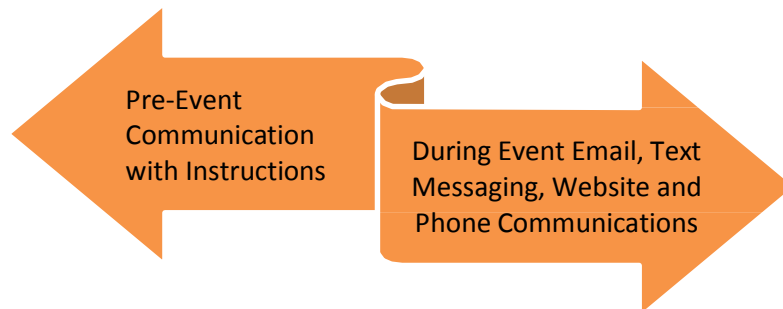 Pre-Event
Communication
with Instructions
During Event Email, Text
Messaging, Website and
Phone Communications